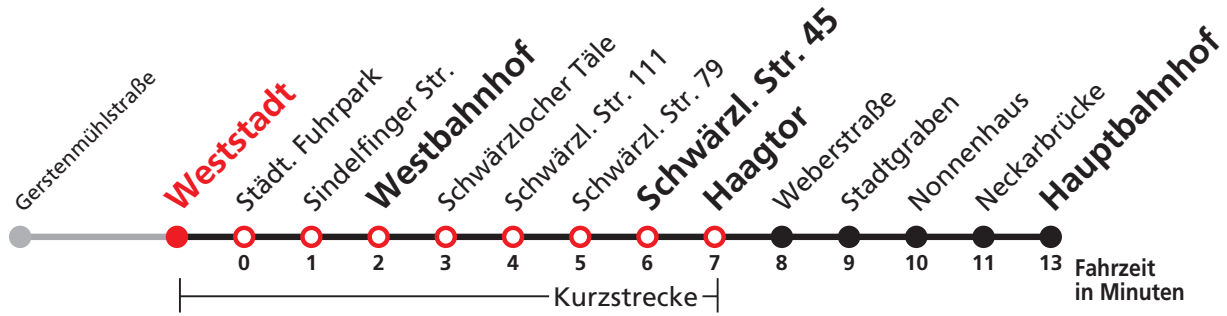 Gerstenmühlstraße
Weststadt
Städt. Fuhrpark
Sindelfinger Str.
Westbahnhof
Schwärzlocher Täle
Schwärzl. Str. 111
Schwärzl. Str. 79
Schwärzl. Str. 45
Haagtor
Weberstraße
Stadtgraben
Nonnenhaus
Neckarbrücke
Hauptbahnhof
0 1 2 3 4 5 6 7 8 9 10 11 13
Fahrzeit
in Minuten
Kurzstrecke